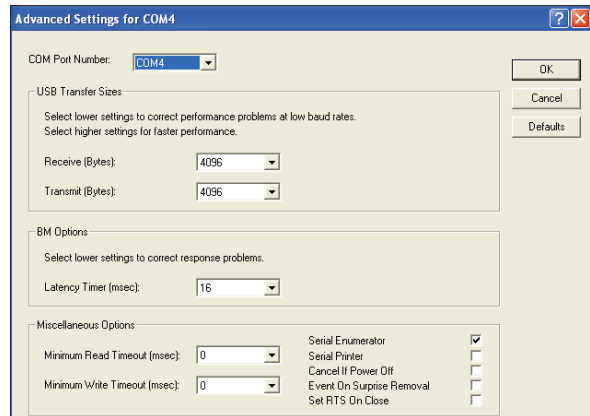 Advanced Settings for COM4
COM Port Number: COM4
OK
Cancel
Defaults
USB Transfer Sizes
Select lower settings to correct performance problems at low baud rates.
Select higher settings for faster performance.
Receive (Bytes): 4096
Transmit (Bytes): 4096
BM Options
Select lower settings to correct response problems.
Latency Timer (msec): 16
Miscellaneous Options
Minimum Read Timeout (msec): 0
Minimum Write Timeout (msec): 0
Serial Enumerator
Serial Printer
Cancel If Power Off
Event On Surprise Removal
Set RTS On Close